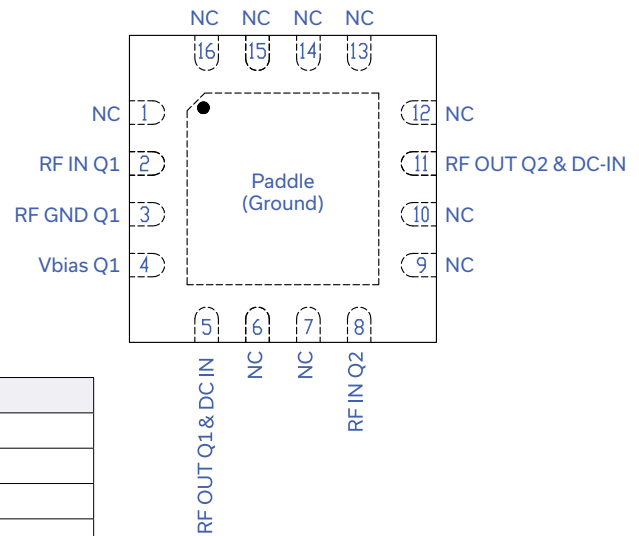 NC NC NC NC
16 15 14 13
NC 1 12 NC
RF IN Q1 2 11 RF OUT Q2 & DC-IN
Paddle
(Ground)
RF GND Q1 3 10 NC
Vbias Q1 4 9 NC
5 6 7 8
RF OUT Q1 & DC IN
NC
NC
RF IN Q2